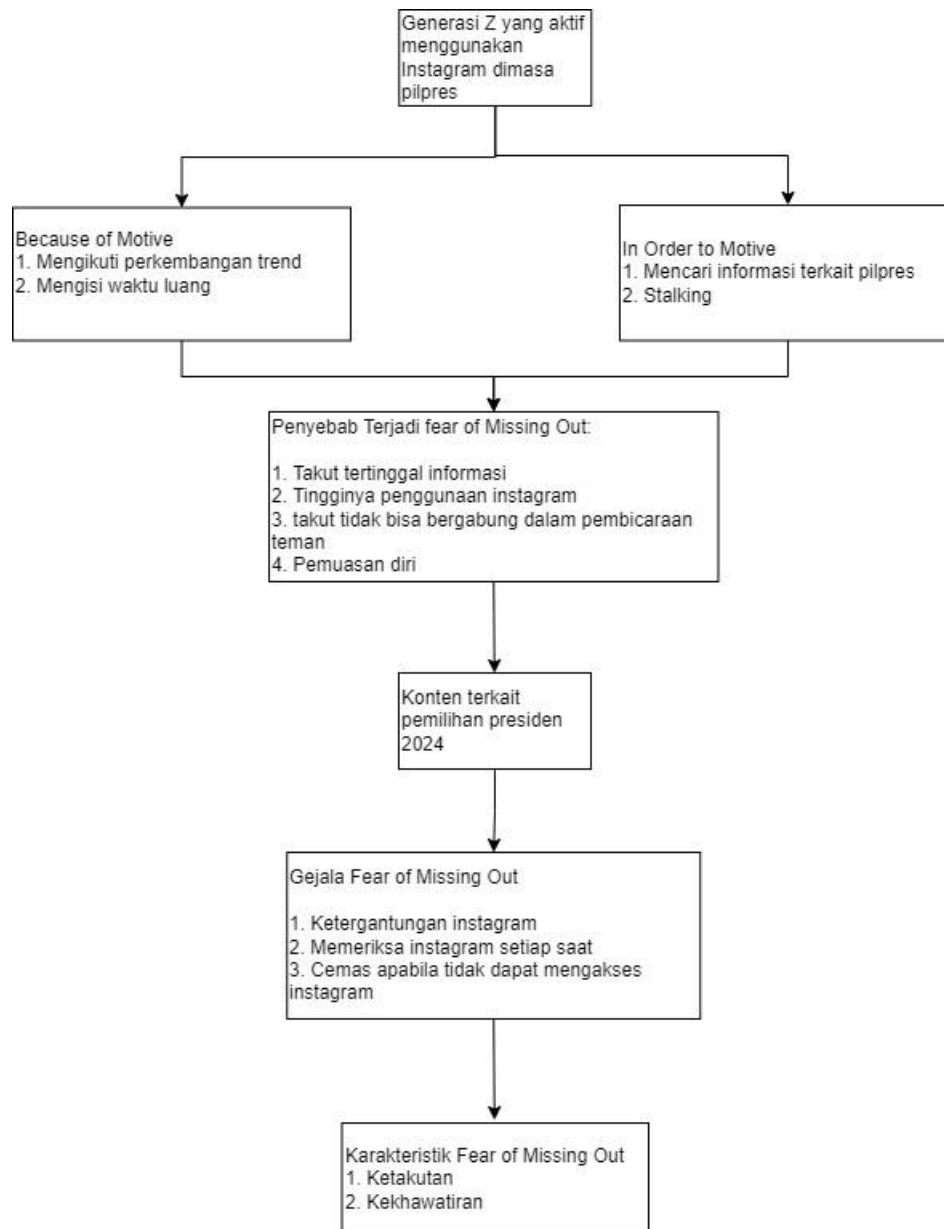 Generasi Z yang aktif
menggunakan
Instagram dimasa
pilpres
Because of Motive
1. Mengikuti perkembangan trend
2. Mengisi waktu luang
In Order to Motive
1. Mencari informasi terkait pilpres
2. Stalking
Penyebab Terjadi fear of Missing Out:
1. Takut tertinggal informasi
2. Tingginya penggunaan instagram
3. takut tidak bisa bergabung dalam pembicaraan
teman
4. Pemuasan diri
Konten terkait
pemilihan presiden
2024
Gejala Fear of Missing Out
1. Ketergantungan instagram
2. Memeriksa instagram setiap saat
3. Cemas apabila tidak dapat mengakses
instagram
Karakteristik Fear of Missing Out
1. Ketakutan
2. Kekhawatiran